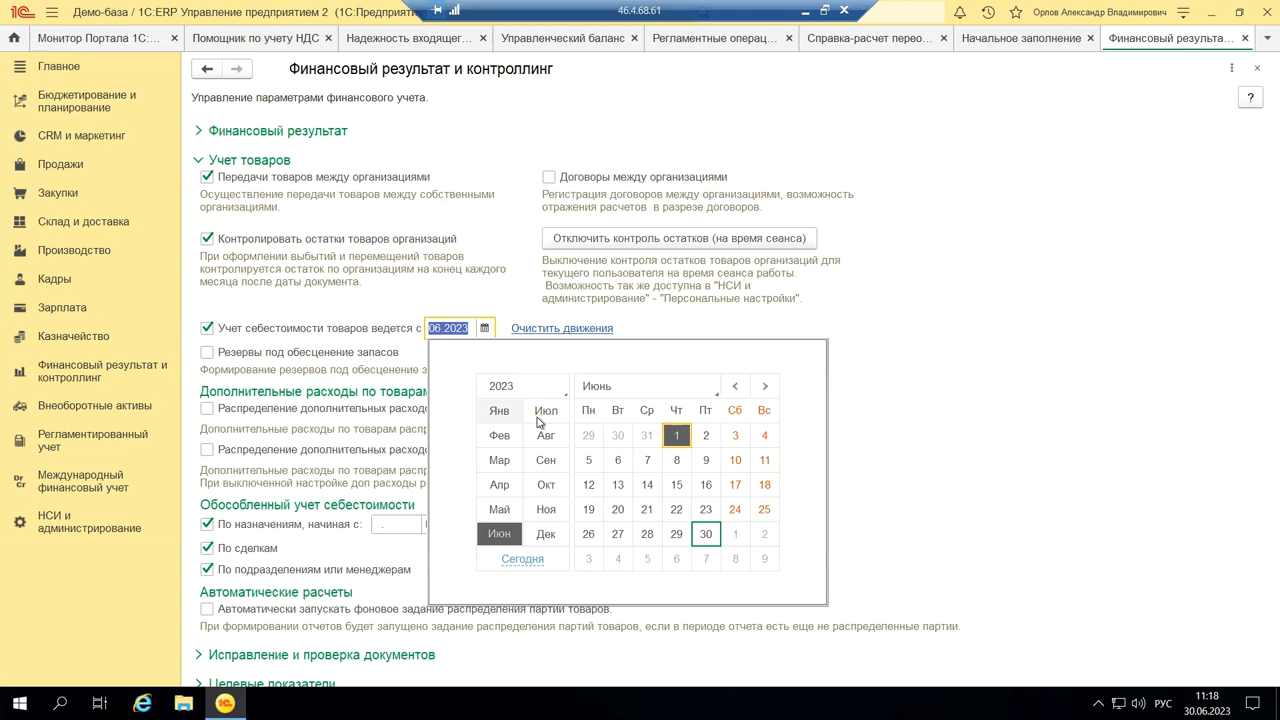 Демо-база / 1С:ERP Управление предприятием 2 (1С:Предприяти
46.4.68.61
Орлов Александр Владимирович
Монитор Портала 1С:... ×
Помощник по учету НДС ×
Надежность входящег... ×
Управленческий баланс ×
Регламентные операц... ×
Справка-расчет перео... ×
Начальное заполнение ×
Финансовый результа... ×
Главное
Бюджетирование и
планирование
CRM и маркетинг
Продажи
Закупки
Склад и доставка
Производство
Кадры
Зарплата
Казначейство
Финансовый результат и
контроллинг
Внеоборотные активы
Регламентированный
учет
Международный
финансовый учет
НСИ и
администрирование
Финансовый результат и контроллинг
Управление параметрами финансового учета.
?
Финансовый результат
Учет товаров
Передачи товаров между организациями
Осуществление передачи товаров между собственными
организациями.
Договоры между организациями
Регистрация договоров между организациями, возможность
отражения расчетов в разрезе договоров.
Контролировать остатки товаров организаций
При оформлении выбытий и перемещений товаров
контролируется остаток по организациям на конец каждого
месяца после даты документа.
Отключить контроль остатков (на время сеанса)
Выключение контроля остатков товаров организаций для
текущего пользователя на время сеанса работы.
Возможность так же доступна в "НСИ и
администрирование" - "Персональные настройки".
Учет себестоимости товаров ведется с 06.2023 Очистить движения
Резервы под обесценение запасов
Формирование резервов под обесценение з
Дополнительные расходы по товарам
Распределение дополнительных расходо
Дополнительные расходы по товарам распр
Распределение дополнительных расходо
Дополнительные расходы по товарам распр
При выключенной настройке доп расходы р
Обособленный учет себестоимости
По назначениям, начиная с: .
По сделкам
По подразделениям или менеджерам
Автоматические расчеты
Автоматически запускать фоновое задание распределения партий товаров.
При формировании отчетов будет запущено задание распределения партий товаров, если в периоде отчета есть еще не распределенные партии.
Исправление и проверка документов
Целевые показатели
2023 Июнь
Янв Июл Пн Вт Ср Чт Пт Сб Вс
Фев Авг 29 30 31 1 2 3 4
Мар Сен 5 6 7 8 9 10 11
Апр Окт 12 13 14 15 16 17 18
Май Ноя 19 20 21 22 23 24 25
Июн Дек 26 27 28 29 30 1 2
Сегодня 3 4 5 6 7 8 9
РУС
11:18
30.06.2023